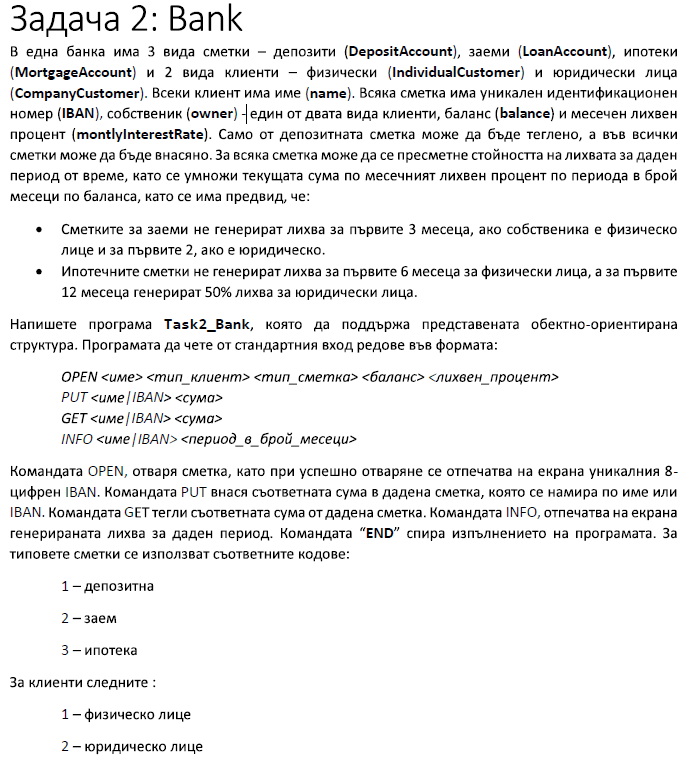 Задача 2: Bank
В една банка има 3 вида сметки – депозити (DepositAccount), заеми (LoanAccount), ипотеки
(MortgageAccount) и 2 вида клиенти – физически (IndividualCustomer) и юридически лица
(CompanyCustomer). Всеки клиент има име (name). Всяка сметка има уникален идентификационен
номер (IBAN), собственик (owner) - един от двата вида клиенти, баланс (balance) и месечен лихвен
процент (montlyInterestRate). Само от депозитната сметка може да бъде теглено, а във всички
сметки може да бъде внасяно. За всяка сметка може да се пресметне стойността на лихвата за даден
период от време, като се умножи текущата сума по месечният лихвен процент по периода в брой
месеци по баланса, като се има предвид, че:
• Сметките за заеми не генерират лихва за първите 3 месеца, ако собственика е физическо
лице и за първите 2, ако е юридическо.
• Ипотечните сметки не генерират лихва за първите 6 месеца за физически лица, а за първите
12 месеца генерират 50% лихва за юридически лица.
Напишете програма Task2_Bank, която да поддържа представената обектно-ориентирана
структура. Програмата да чете от стандартния вход редове във формата:
OPEN <име> <тип_клиент> <тип_сметка> <баланс> <лихвен_процент>
PUT <име|IBAN> <сума>
GET <име|IBAN> <сума>
INFO <име|IBAN> <период_в_брой_месеци>
Командата OPEN, отваря сметка, като при успешно отваряне се отпечатва на екрана уникалния 8-
цифрен IBAN. Командата PUT внася съответната сума в дадена сметка, която се намира по име или
IBAN. Командата GET тегли съответната сума от дадена сметка. Командата INFO, отпечатва на екрана
генерираната лихва за даден период. Командата “END” спира изпълнението на програмата. За
типовете сметки се използват съответните кодове:
1 – депозитна
2 – заем
3 – ипотека
За клиенти следните :
1 – физическо лице
2 – юридическо лице